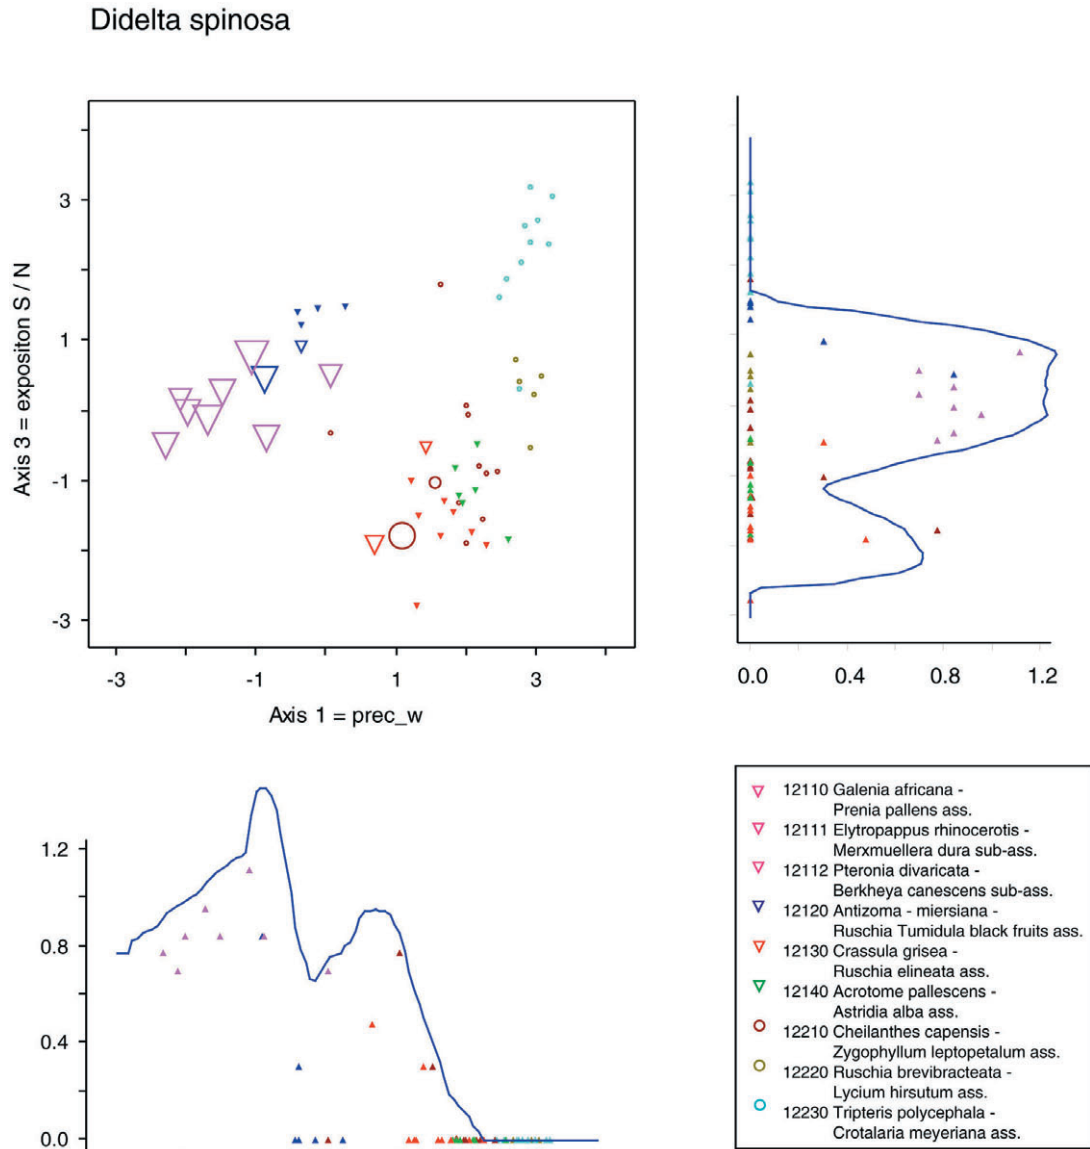 Didelta spinosa
3
1
-1
-3
Axis 3 = expositon S / N
-3 -1 1 3
Axis 1 = prec_w
0.0 0.4 0.8 1.2
1.2
0.8
0.4
0.0
12110 Galenia africana -
Prenia pallens ass.
12111 Elytropappus rhinocerotis -
Merxmuellera dura sub-ass.
12112 Pteronia divaricata -
Berkheya canescens sub-ass.
12120 Antizoma - miersiana -
Ruschia Tumidula black fruits ass.
12130 Crassula grisea -
Ruschia elineata ass.
12140 Acrotome pallescens -
Astridia alba ass.
12210 Cheilanthes capensis -
Zygophyllum leptopetalum ass.
12220 Ruschia brevibracteata -
Lycium hirsutum ass.
12230 Tripteris polycephala -
Crotalaria meyeriana ass.